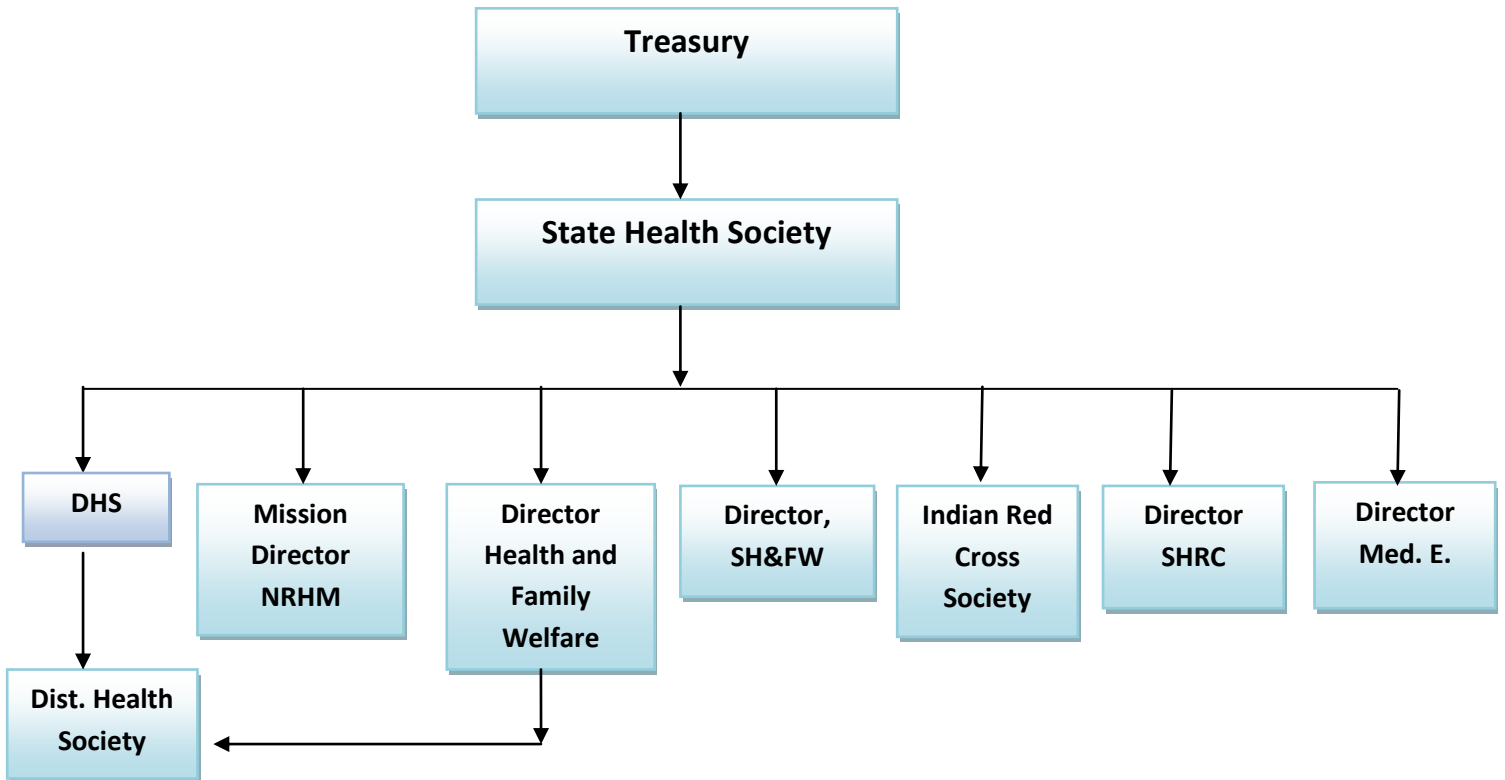 Treasury
State Health Society
DHS
Mission
Director
NRHM
Director
Health and
Family
Welfare
Director,
SH&FW
Indian Red
Cross
Society
Director
SHRC
Director
Med. E.
Dist. Health
Society